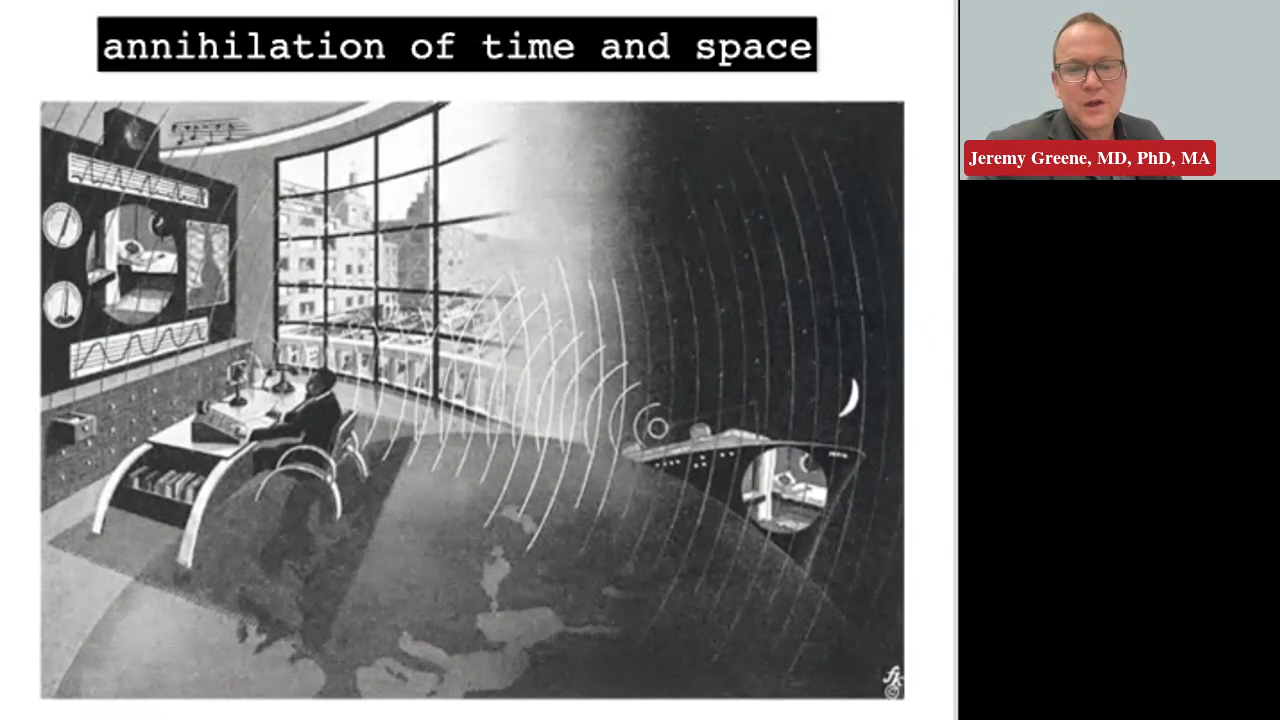 annihilation of time and space
Jeremy Greene, MD, PhD, MA